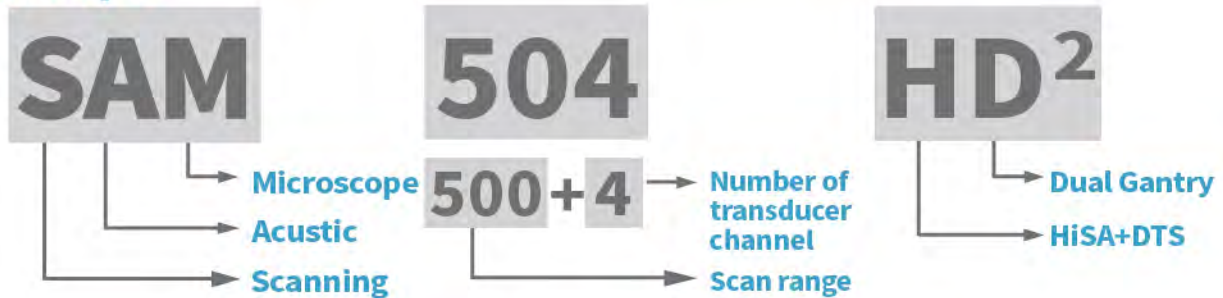 SAM
Microscope
Acustic
Scanning
504
500+4
Number of
transducer
channel
Scan range
HD²
Dual Gantry
HiSA+DTS